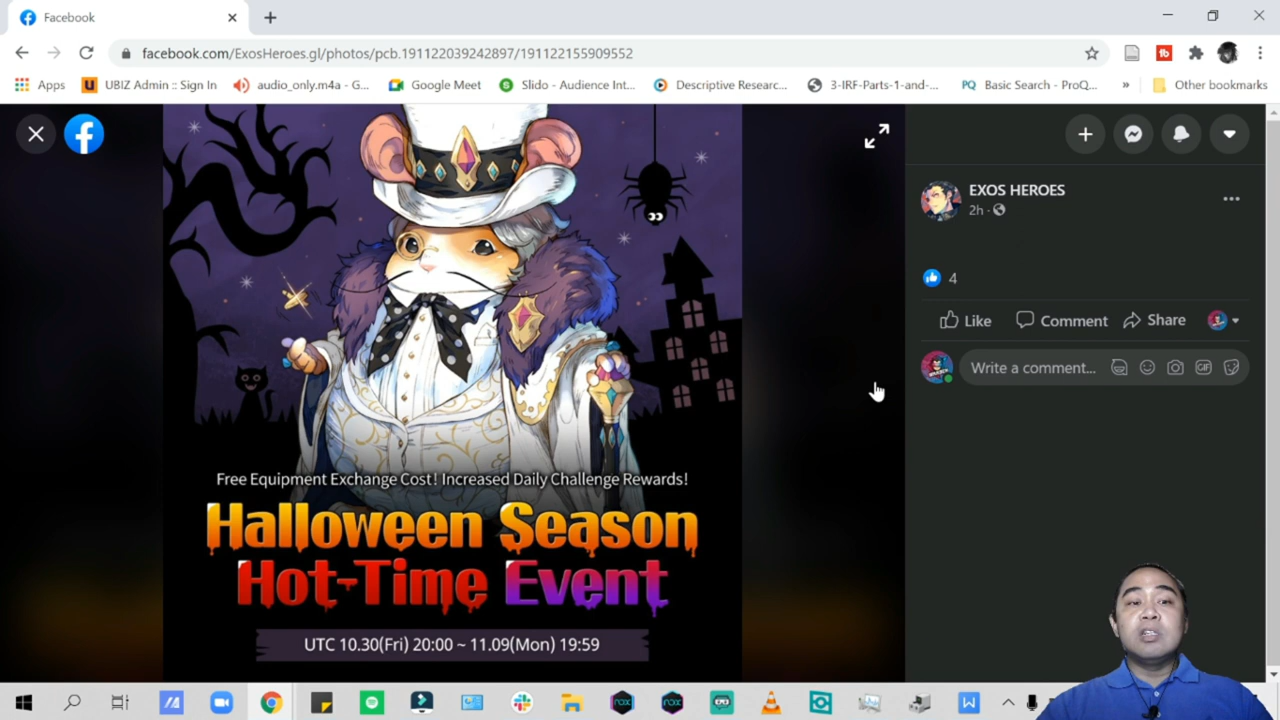 Facebook
facebook.com/ExosHeroes.gl/photos/pcb.191122039242897/191122155909552
Apps
UBIZ Admin :: Sign In
audio_only.m4a - G...
Google Meet
Slido - Audience Int...
Descriptive Researc...
3-IRF-Parts-1-and-...
PQ Basic Search - ProQ...
»
Other bookmarks
EXOS HEROES
2h
4
Like
Comment
Share
Write a comment...
GIF
Free Equipment Exchange Cost! Increased Daily Challenge Rewards!
Halloween Season
Hot-Time Event
UTC 10.30(Fri) 20:00 ~ 11.09(Mon) 19:59